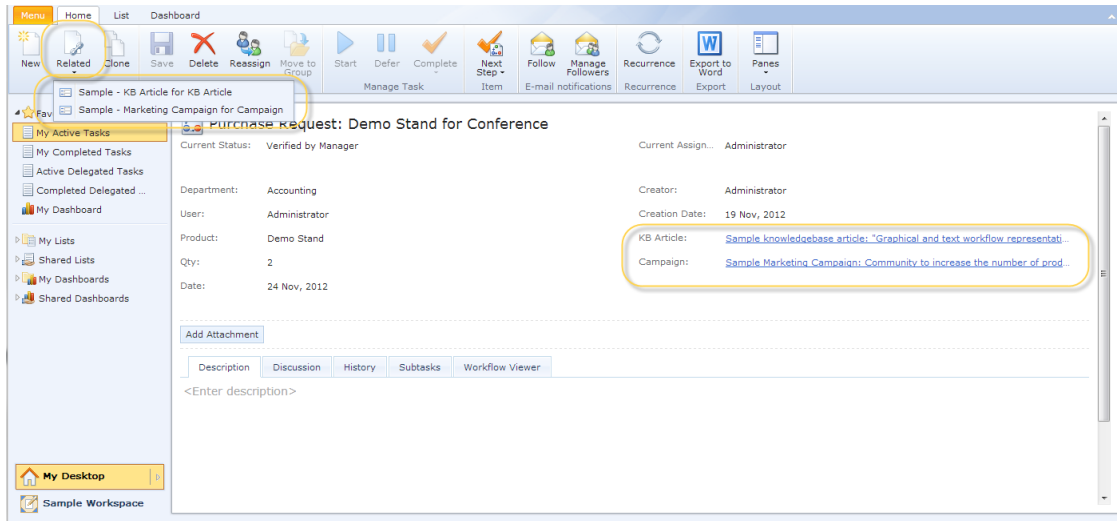 Menu Home List Dashboard
New Related Clone Save Delete Reassign Move to Group Start Defer Complete Next Step Follow Manage Followers Recurrence Export to Word Panes
Manage Task Item E-mail notifications Recurrence Export Layout
Sample - KB Article for KB Article
Sample - Marketing Campaign for Campaign
Fav
My Active Tasks
My Completed Tasks
Active Delegated Tasks
Completed Delegated ...
My Dashboard
My Lists
Shared Lists
My Dashboards
Shared Dashboards
My Desktop
Sample Workspace
Purchase Request: Demo Stand for Conference
Current Status: Verified by Manager Current Assign... Administrator
Department: Accounting Creator: Administrator
User: Administrator Creation Date: 19 Nov, 2012
Product: Demo Stand KB Article: Sample knowledgebase article: "Graphical and text workflow representati...
Qty: 2 Campaign: Sample Marketing Campaign: Community to increase the number of prod...
Date: 24 Nov, 2012
Add Attachment
Description Discussion History Subtasks Workflow Viewer
<Enter description>